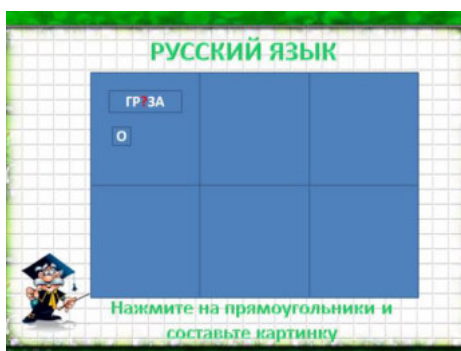 РУССКИЙ ЯЗЫК
ГР?ЗА
О
Нажмите на прямоугольники и
составьте картинку